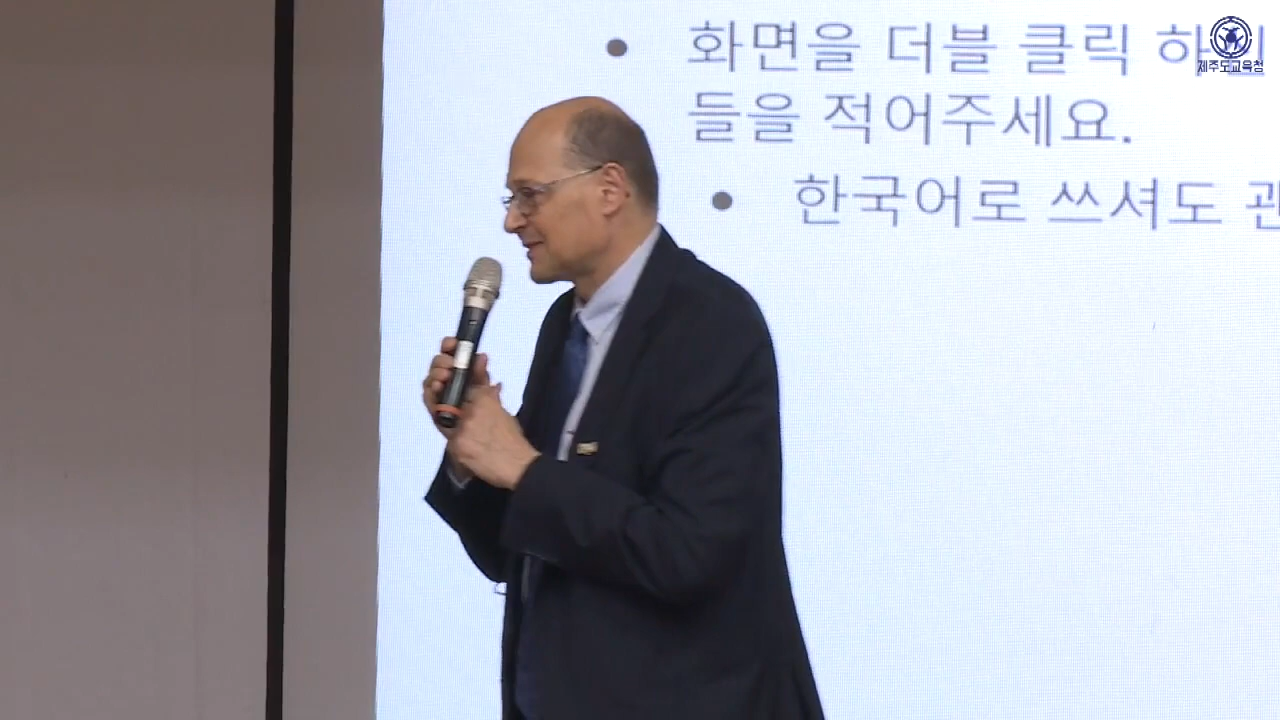 화면을 더블 클릭 하
제주도교육청
들을 적어주세요.
한국어로 쓰셔도